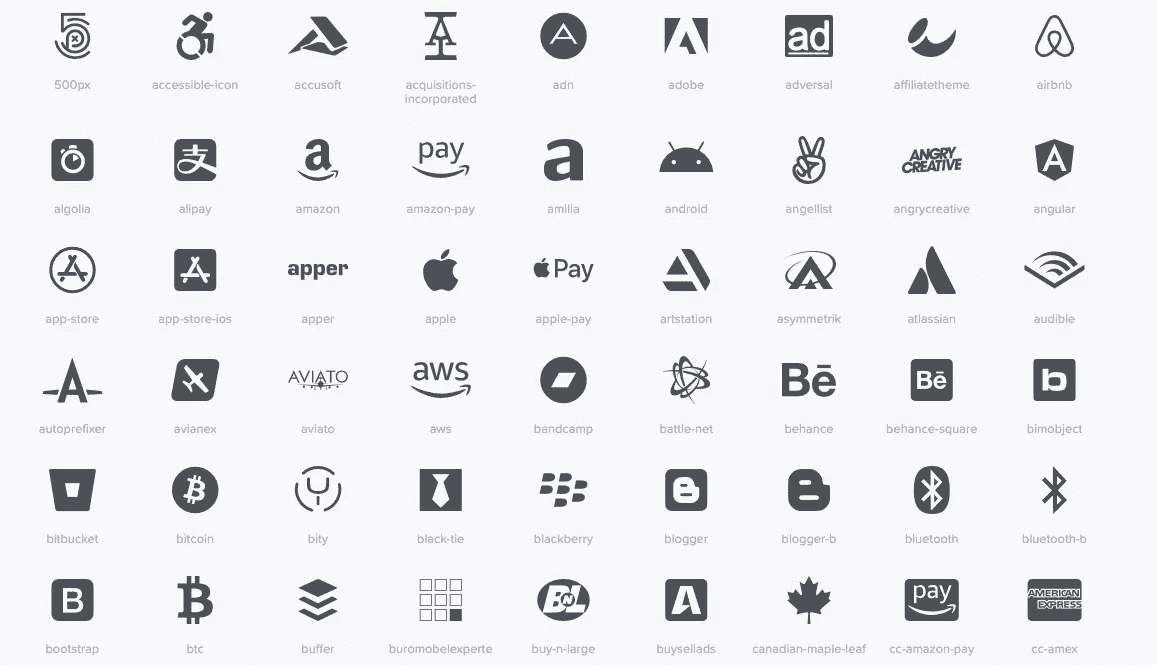 5
500px
accessible-icon
accusoft
acquisitions-
incorporated
A
adn
adobe
ad
adversal
affiliatetheme
airbnb
algolia
支
alipay
a
amazon
pay
amazon-pay
a
amilia
android
angellist
ANGRY
CREATIVE
angrycreative
A
angular
app-store
app-store-ios
apper
apper
apple
Pay
apple-pay
artstation
asymmetrik
atlassian
audible
A
autoprefixer
avianex
AVIATO
aviato
aws
aws
bandcamp
battle-net
Bē
behance
Bē
behance-square
b
bimobject
bitbucket
bitcoin
bity
black-tie
blackberry
blogger
blogger-b
bluetooth
bluetooth-b
B
bootstrap
btc
buffer
buromobelexperte
BNL
buy-n-large
A
buysellads
canadian-maple-leaf
pay
cc-amazon-pay
AMERICAN
EXPRESS
cc-amex